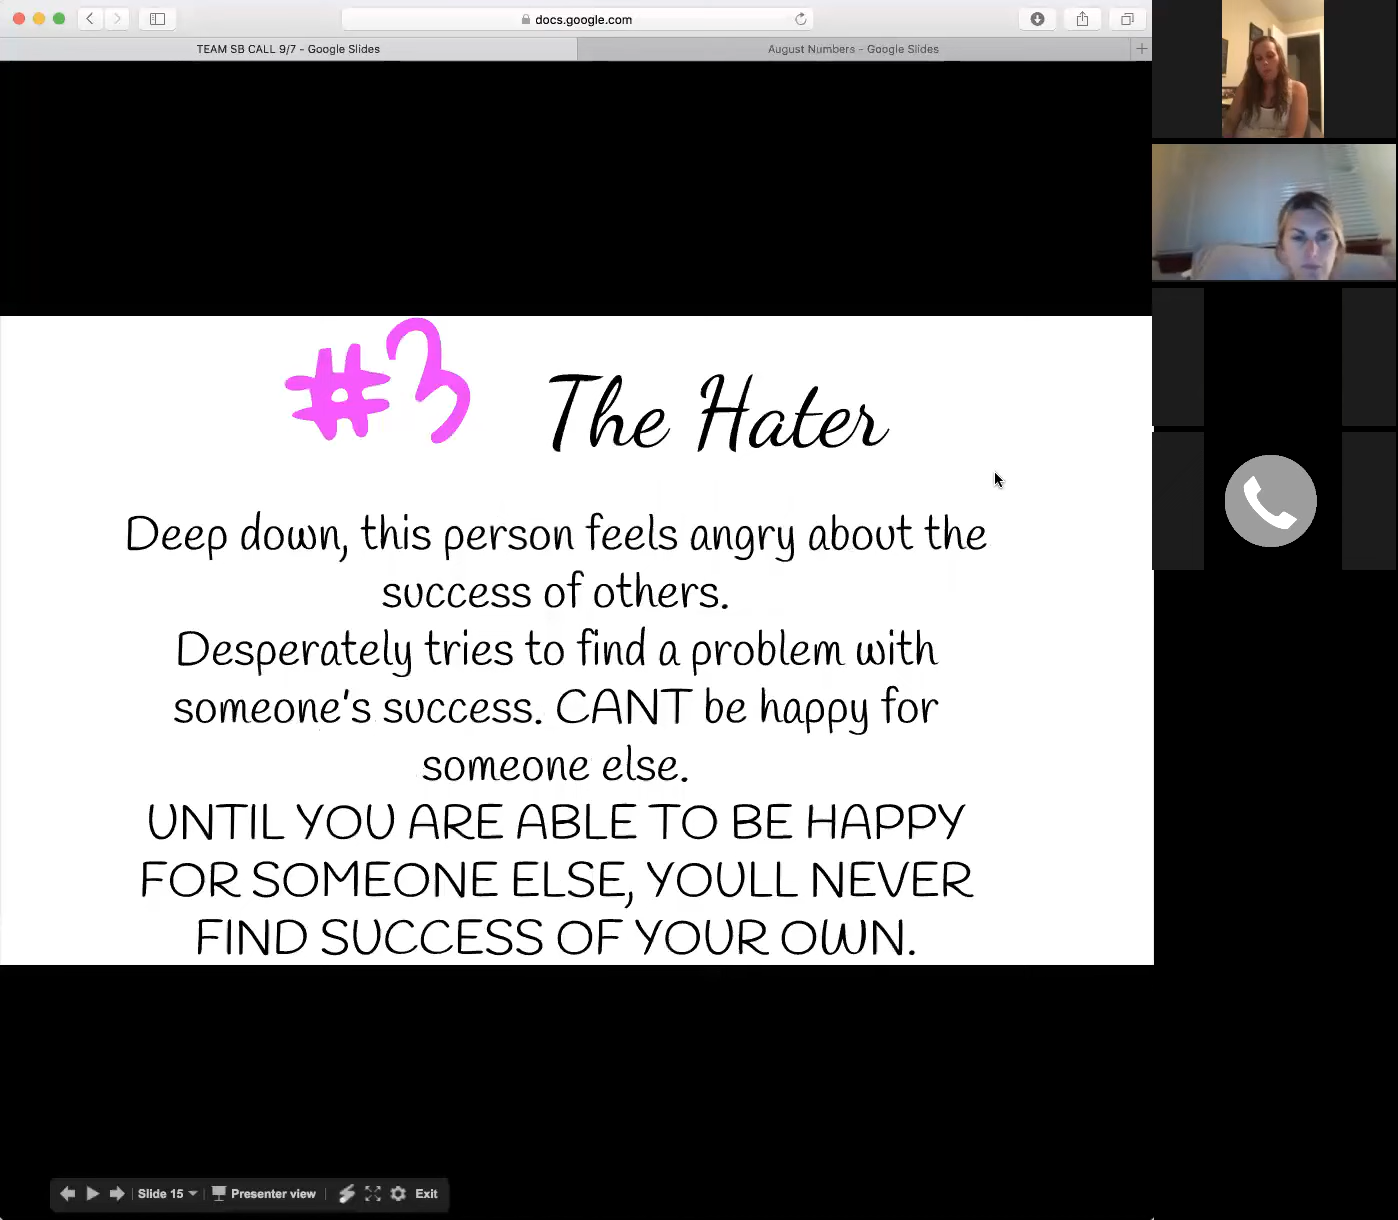 docs.google.com
TEAM SB CALL 9/7 - Google Slides
August Numbers - Google Slides
#3 The Hater
Deep down, this person feels angry about the
success of others.
Desperately tries to find a problem with
someone's success. CANT be happy for
someone else.
UNTIL YOU ARE ABLE TO BE HAPPY
FOR SOMEONE ELSE, YOULL NEVER
FIND SUCCESS OF YOUR OWN.
Slide 15 Presenter view Exit